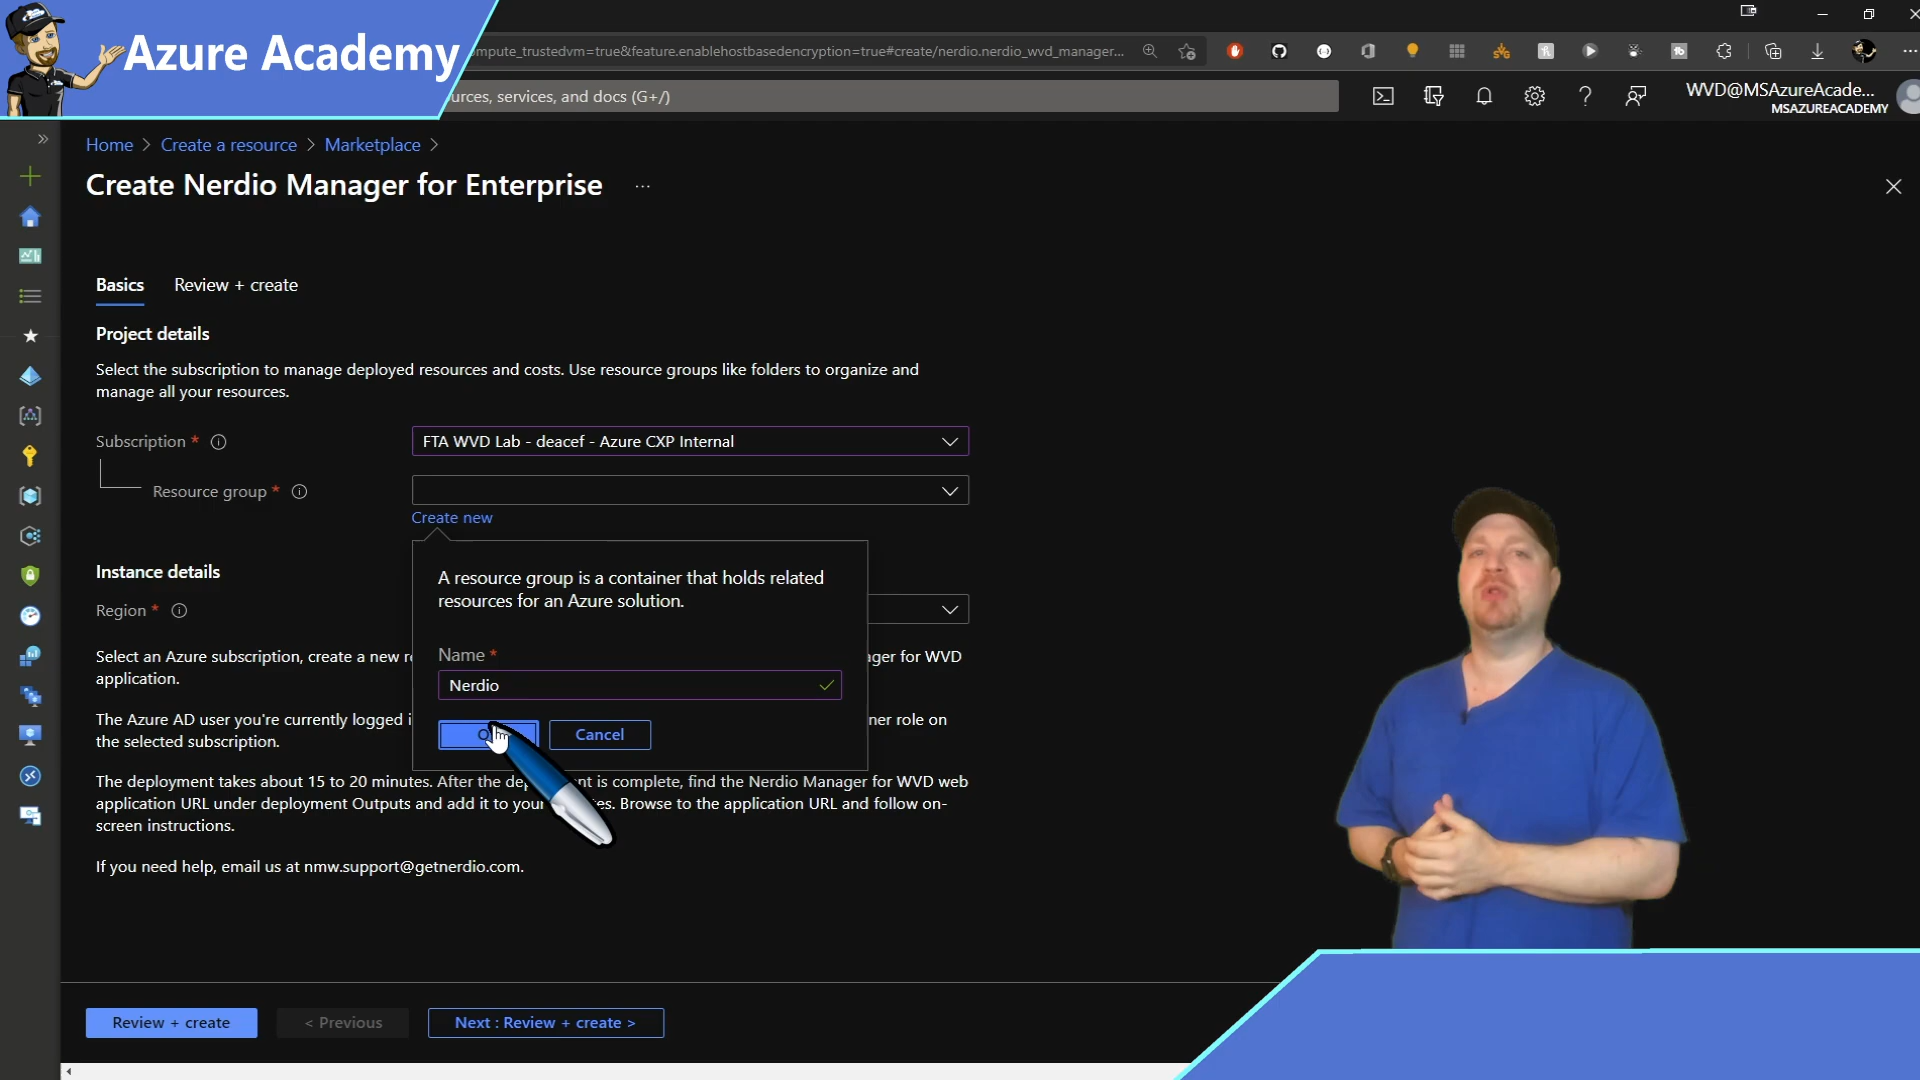 Azure Academy
mpute_trustedvm=true&feature.enablehostbasedencryption=true#create/nerdio.nerdio_wvd_manager...
urces, services, and docs (G+/)
WVD@MSAzureAcade...
MSAZUREACADEMY
Home > Create a resource > Marketplace >
Create Nerdio Manager for Enterprise ...
Basics Review + create
Project details
Select the subscription to manage deployed resources and costs. Use resource groups like folders to organize and
manage all your resources.
Subscription * FTA WVD Lab - deacef - Azure CXP Internal
Resource group *
Create new
A resource group is a container that holds related
resources for an Azure solution.
Name *
Nerdio
Cancel
Instance details
Region *
Select an Azure subscription, create a new r ager for WVD
application.
The Azure AD user you're currently logged i ner role on
the selected subscription.
The deployment takes about 15 to 20 minutes. After the de nt is complete, find the Nerdio Manager for WVD web
application URL under deployment Outputs and add it to your es. Browse to the application URL and follow on-
screen instructions.
If you need help, email us at nmw.support@getnerdio.com.
Review + create < Previous Next : Review + create >